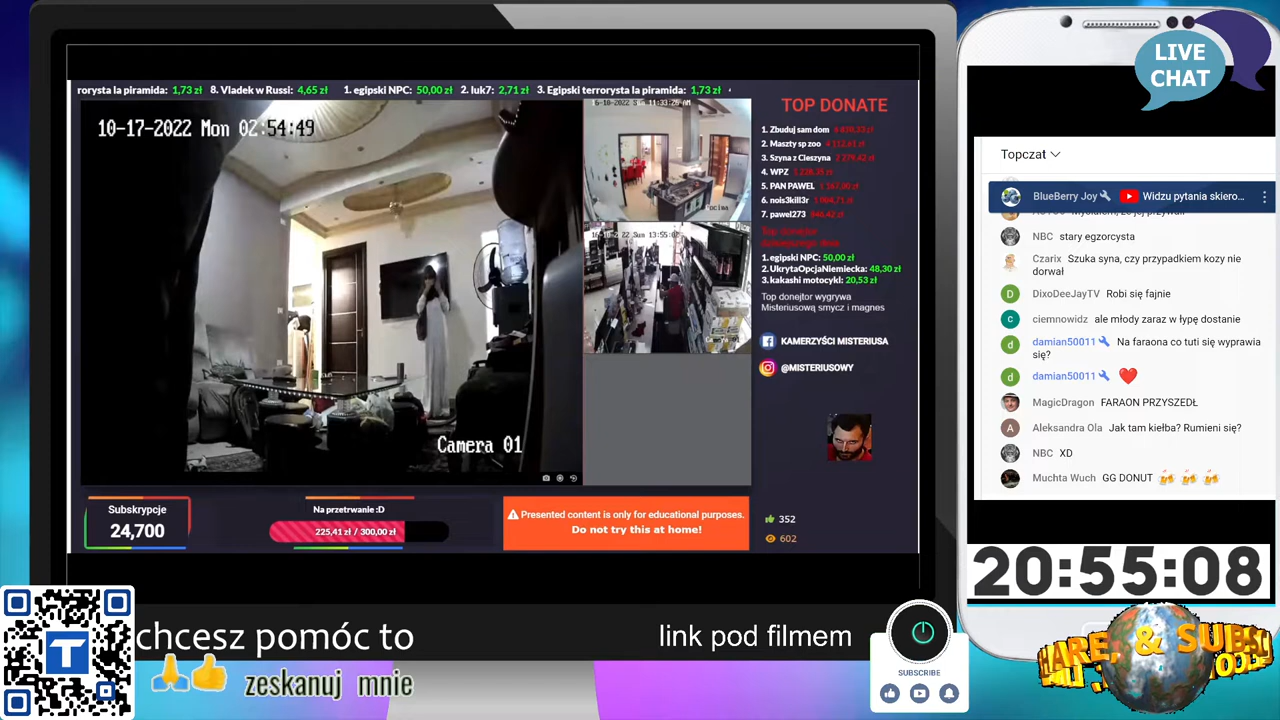 rorysta la piramida: 1,73 zł 8. Vladek w Russi: 4,65 zł 1. egipski NPC: 50,00 zł 2. luk7: 2,71 zł 3. Egipski terrorysta la piramida: 1,73 zł
10-17-2022 Mon 02:54:49
Camera 01
16-10-2022 Sun 13:55:02
TOP DONATE
1. Zbuduj sam dom
2. Maszty sp zoo
3. Szyna z Cieszyna
4. WPZ
5. PAN PAWEL
6. nois3kill3r
7. pawel273
1. egipski NPC: 50,00 zł
2.UkrytaOpcjaNiemiecka: 48,30 zł
3.kakashi motocykl: 20,53 zł
Top donejtor wygrywa
Misteriusową smycz i magnes
KAMERZYŚCI MISTERIUSA
@MISTERIUSOWY
352
602
Subskrypcje
24,700
Na przetrwanie :D
225,41 zł / 300,00 zł
Presented content is only for educational purposes.
Do not try this at home!
LIVE
CHAT
Topczat
BlueBerry Joy Widzu pytania skiero...
NBC stary egzorcysta
Czarix Szuka syna, czy przypadkiem kozy nie
dorwał
D DixoDeeJayTV Robi się fajnie
c ciemnowidz ale młody zaraz w łypę dostanie
d damian50011 Na faraona co tuti się wyprawia
się?
d damian50011 ❤️
MagicDragon FARAON PRZYSZEDŁ
A Aleksandra Ola Jak tam kiełba? Rumieni się?
NBC XD
Muchta Wuch GG DONUT 🍻 🍻 🍻
20:55:08
T
chcesz pomóc to
🙏👍 zeskanuj mnie
link pod filmem
SUBSCRIBE
HARE, & SUBSC